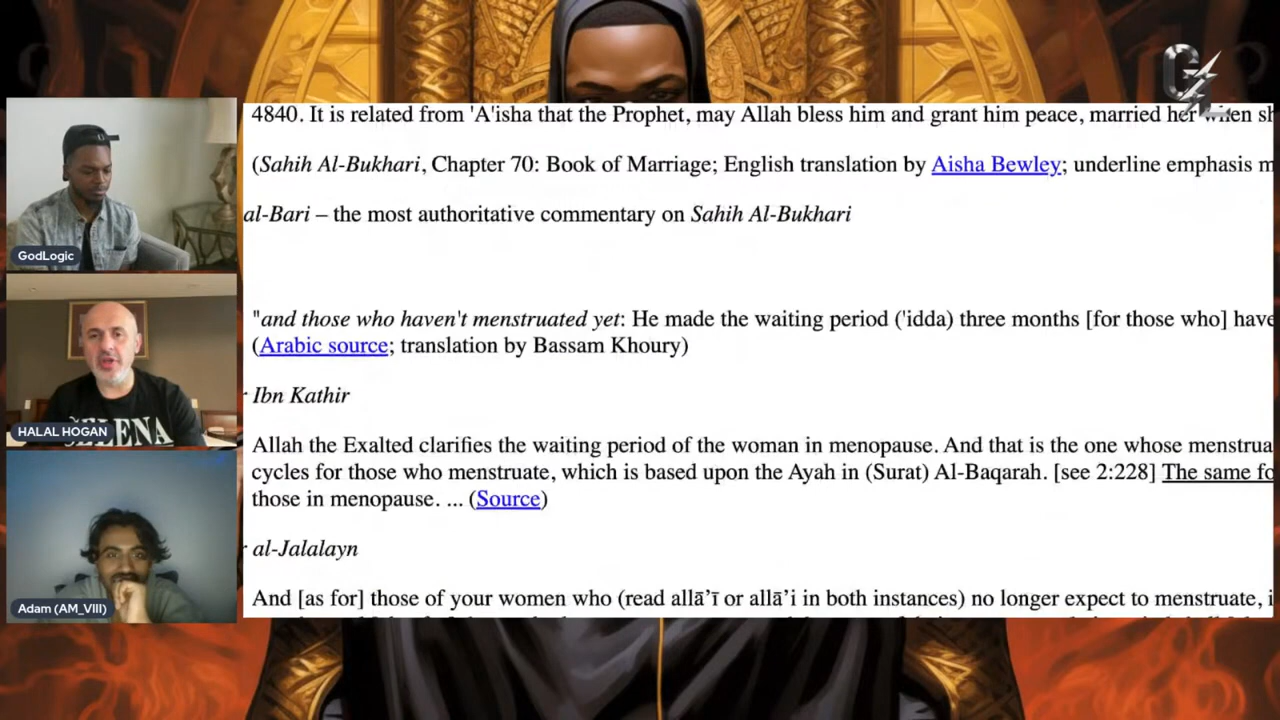 4840. It is related from 'A'isha that the Prophet, may Allah bless him and grant him peace, married her when
(Sahih Al-Bukhari, Chapter 70: Book of Marriage; English translation by Aisha Bewley; underline emphasis
al-Bari – the most authoritative commentary on Sahih Al-Bukhari
GodLogic
"and those who haven't menstruated yet: He made the waiting period ('idda) three months [for those who] have
(Arabic source; translation by Bassam Khoury)
Ibn Kathir
HALAL HOGAN
Allah the Exalted clarifies the waiting period of the woman in menopause. And that is the one whose
cycles for those who menstruate, which is based upon the Ayah in (Surat) Al-Baqarah. [see 2:228] The same
those in menopause. ... (Source)
al-Jalalayn
And [as for] those of your women who (read allā’ī or allā’i in both instances) no longer expect to menstruate,
Adam (AM_VIII)